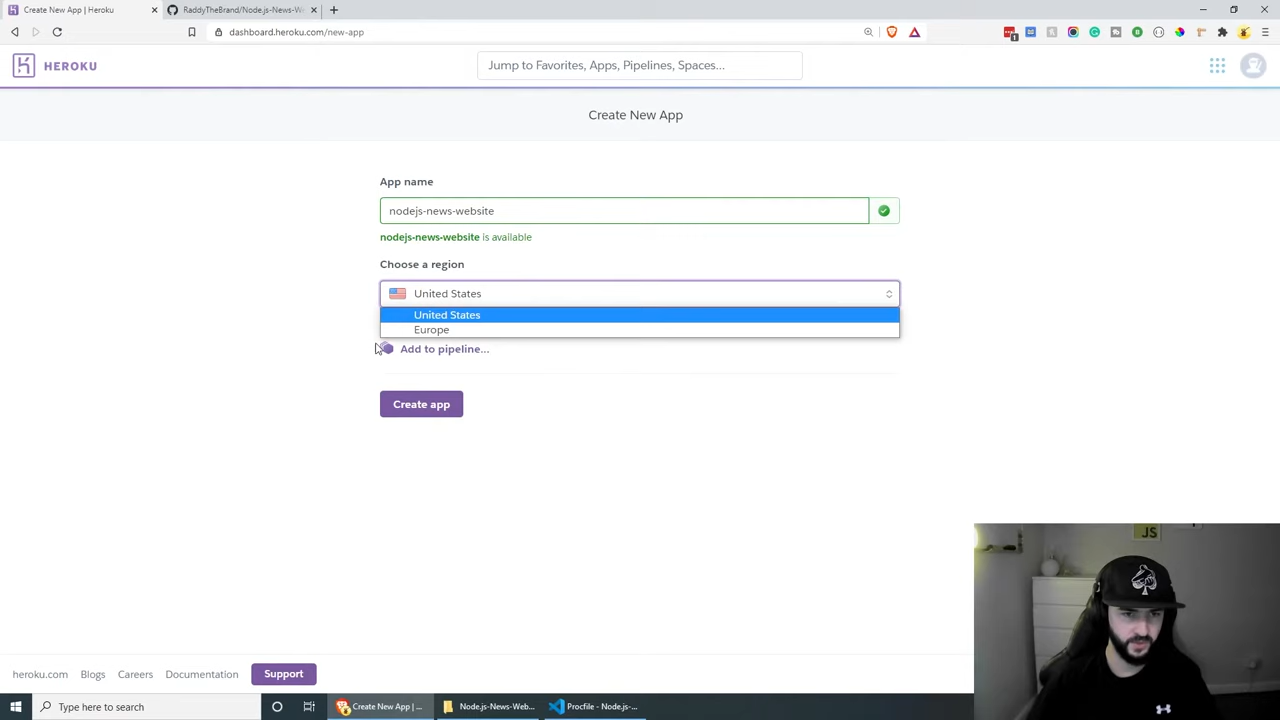 Create New App | Heroku
RaddyTheBrand/Node.js-News-We
dashboard.heroku.com/new-app
HEROKU
Jump to Favorites, Apps, Pipelines, Spaces...
Create New App
App name
nodejs-news-website
nodejs-news-website is available
Choose a region
United States
United States
Europe
Add to pipeline...
Create app
JS
heroku.com
Blogs
Careers
Documentation
Support
Type here to search
Create New App | ...
Node.js-News-Web...
Procfile - Node.js-...